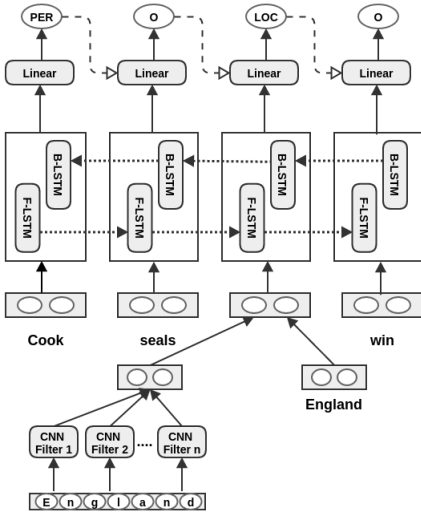 PER O LOC O
Linear Linear Linear Linear
B-LSTM B-LSTM B-LSTM B-LSTM
F-LSTM F-LSTM F-LSTM F-LSTM
Cook seals win
England
CNN Filter 1 CNN Filter 2 .... CNN Filter n
E n g l a n d